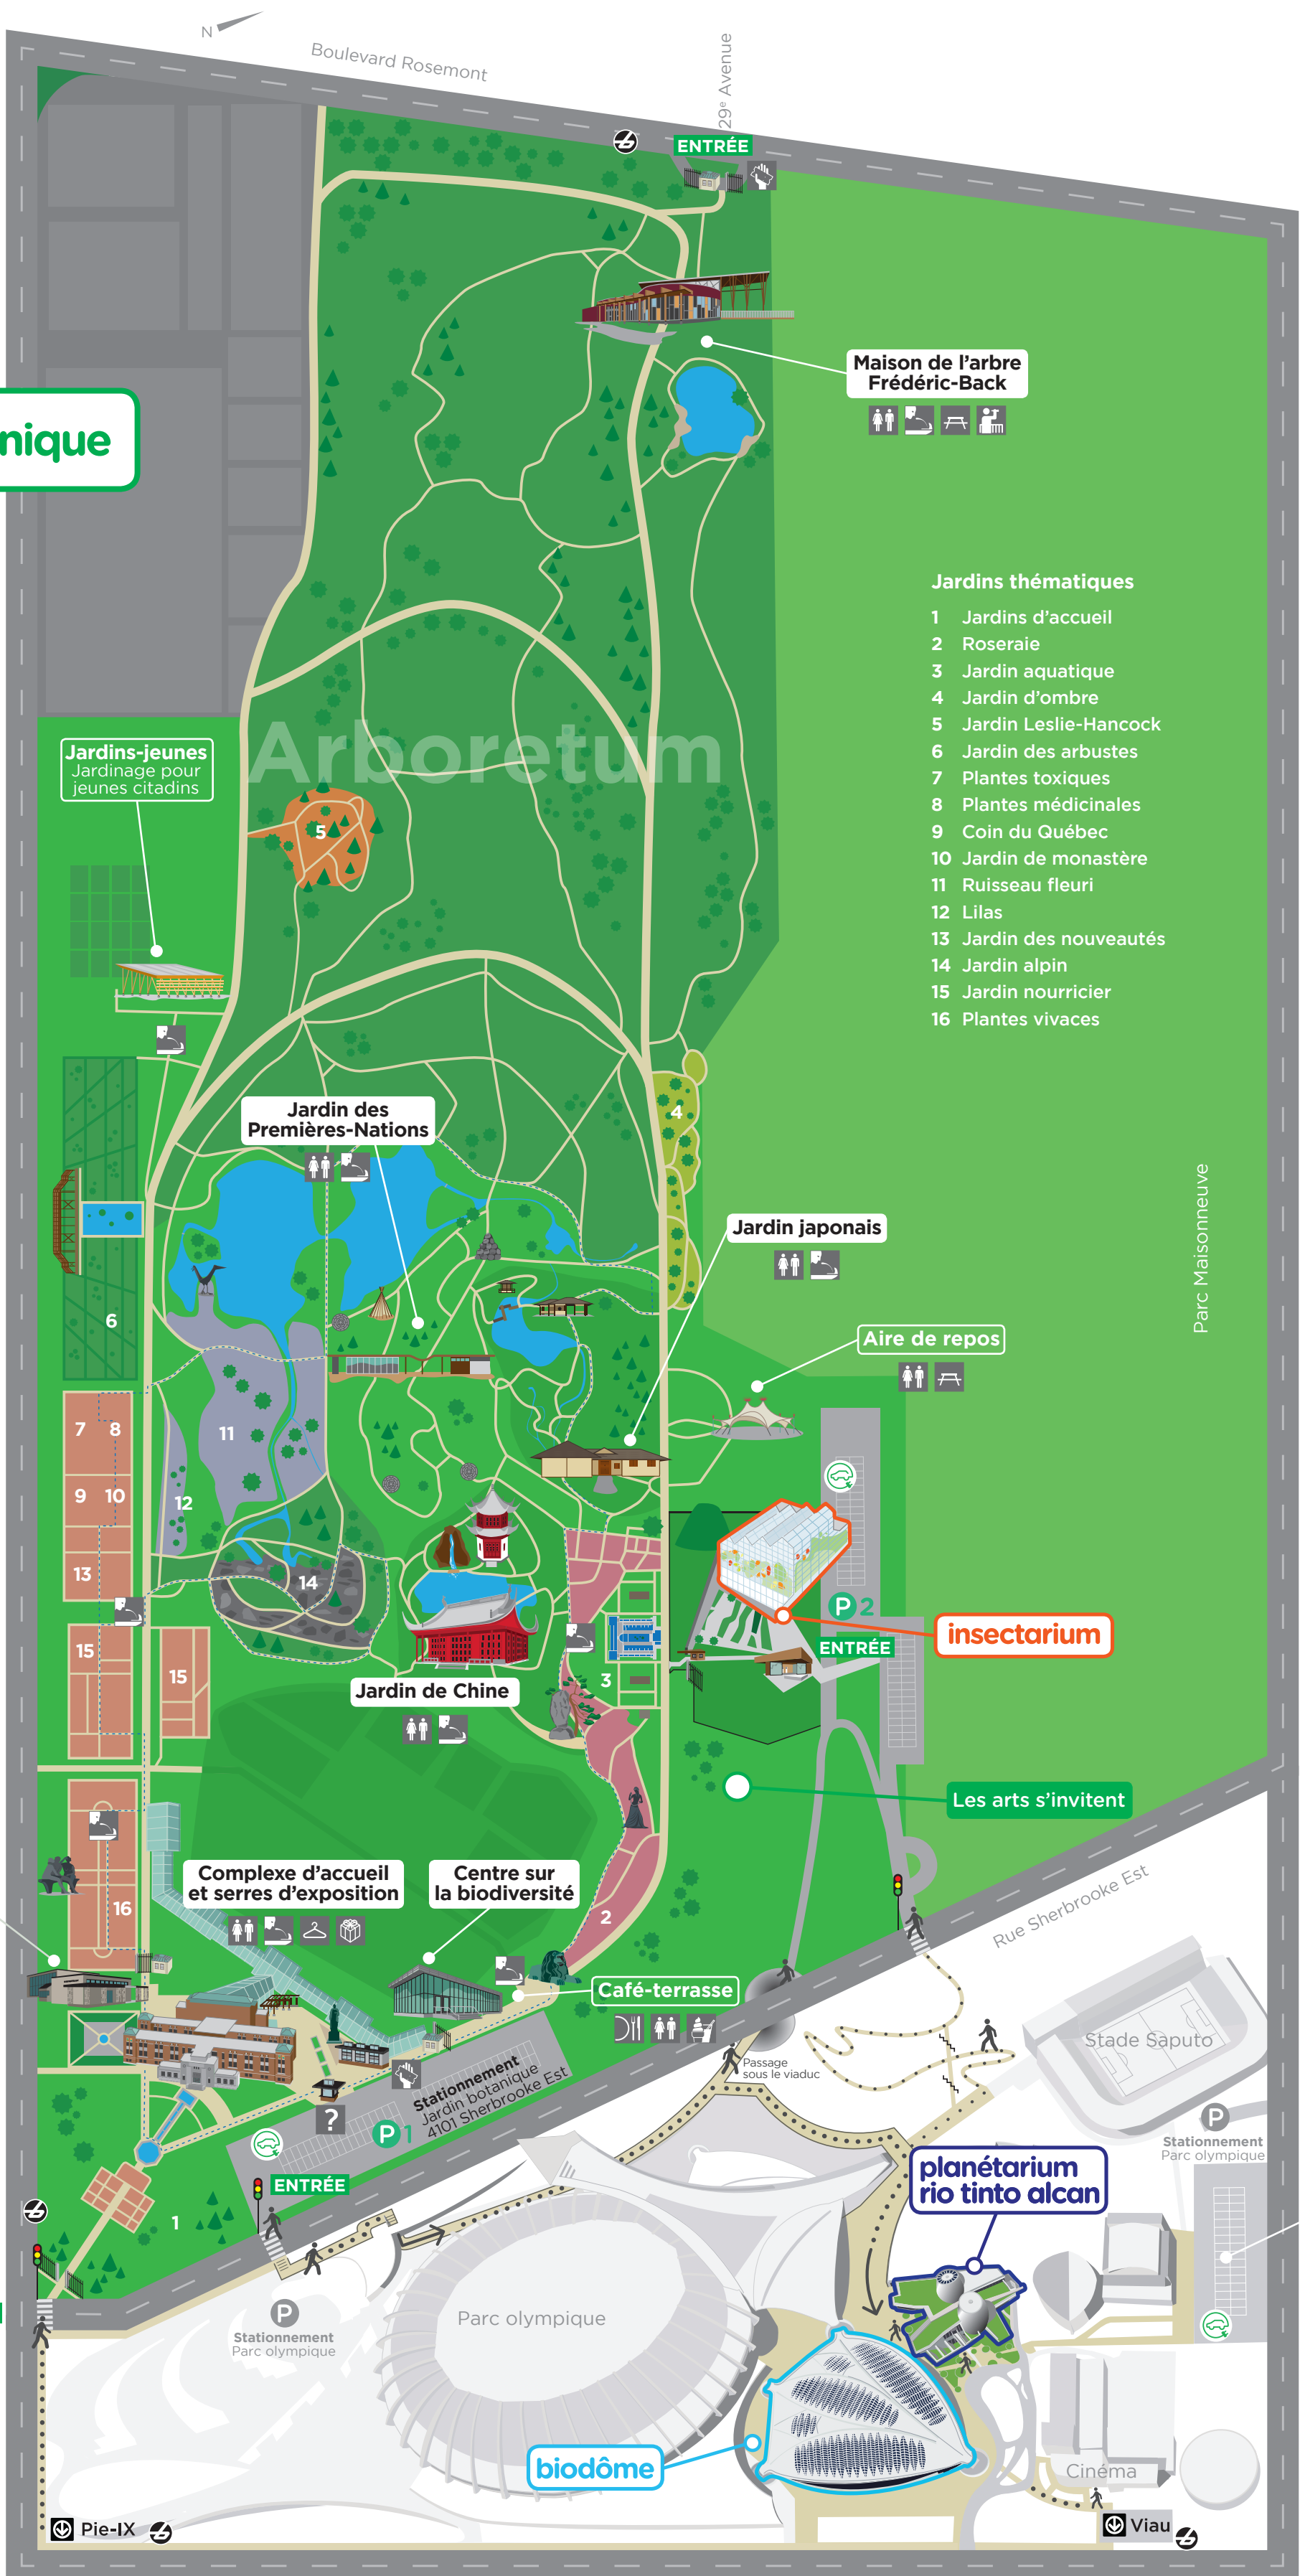 N
Boulevard Rosemont
29e Avenue
ENTRÉE
Maison de l'arbre
Frédéric-Back
nique
Jardins thématiques
1 Jardins d'accueil
2 Roseraie
3 Jardin aquatique
4 Jardin d'ombre
5 Jardin Leslie-Hancock
6 Jardin des arbustes
7 Plantes toxiques
8 Plantes médicinales
9 Coin du Québec
10 Jardin de monastère
11 Ruisseau fleuri
12 Lilas
13 Jardin des nouveautés
14 Jardin alpin
15 Jardin nourricier
16 Plantes vivaces
Arboretum
Jardins-jeunes
Jardinage pour
jeunes citadins
5
4
Jardin des
Premières-Nations
Parc Maisonneuve
Jardin japonais
6
Aire de repos
7 8
11
9 10
12
13
14
P 2
insectarium
ENTRÉE
15
15
3
Jardin de Chine
Les arts s'invitent
Complexe d'accueil
et serres d'exposition
Centre sur
la biodiversité
16
2
Rue Sherbrooke Est
Café-terrasse
Stade Saputo
Passage
sous le viaduc
Stationnement
Jardin botanique
4101 Sherbrooke Est
?
P 1
P
Stationnement
Parc olympique
planétarium
rio tinto alcan
ENTRÉE
1
P
Stationnement
Parc olympique
Parc olympique
biodôme
Cinéma
Pie-IX
Viau